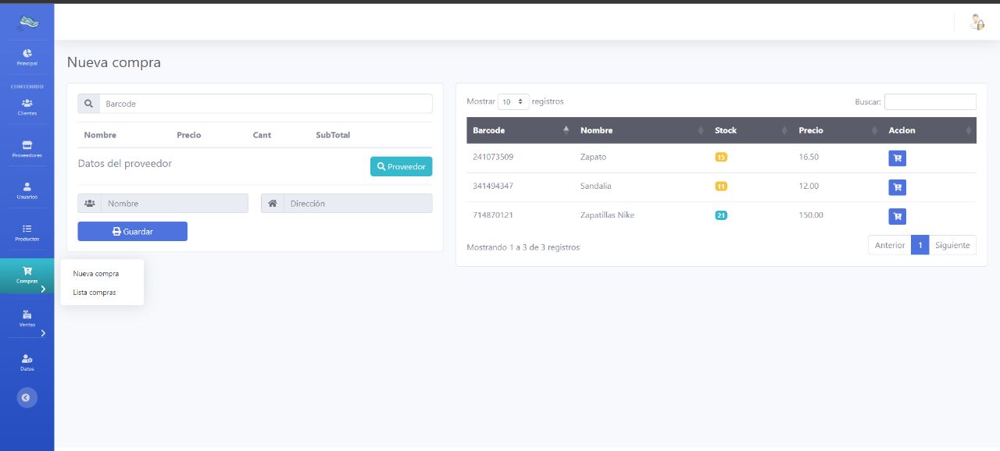 Principal
CONTENIDO
Clientes
Proveedores
Usuarios
Productos
Compras
Ventas
Datos
Nueva compra
Lista compras
Nueva compra
Barcode
Nombre Precio Cant SubTotal
Datos del proveedor
Proveedor
Nombre
Dirección
Guardar
Mostrar 10 registros
Buscar:
Barcode Nombre Stock Precio Accion
241073509 Zapato 15 16.50
341494347 Sandalia 11 12.00
714870121 Zapatillas Nike 21 150.00
Mostrando 1 a 3 de 3 registros
Anterior 1 Siguiente